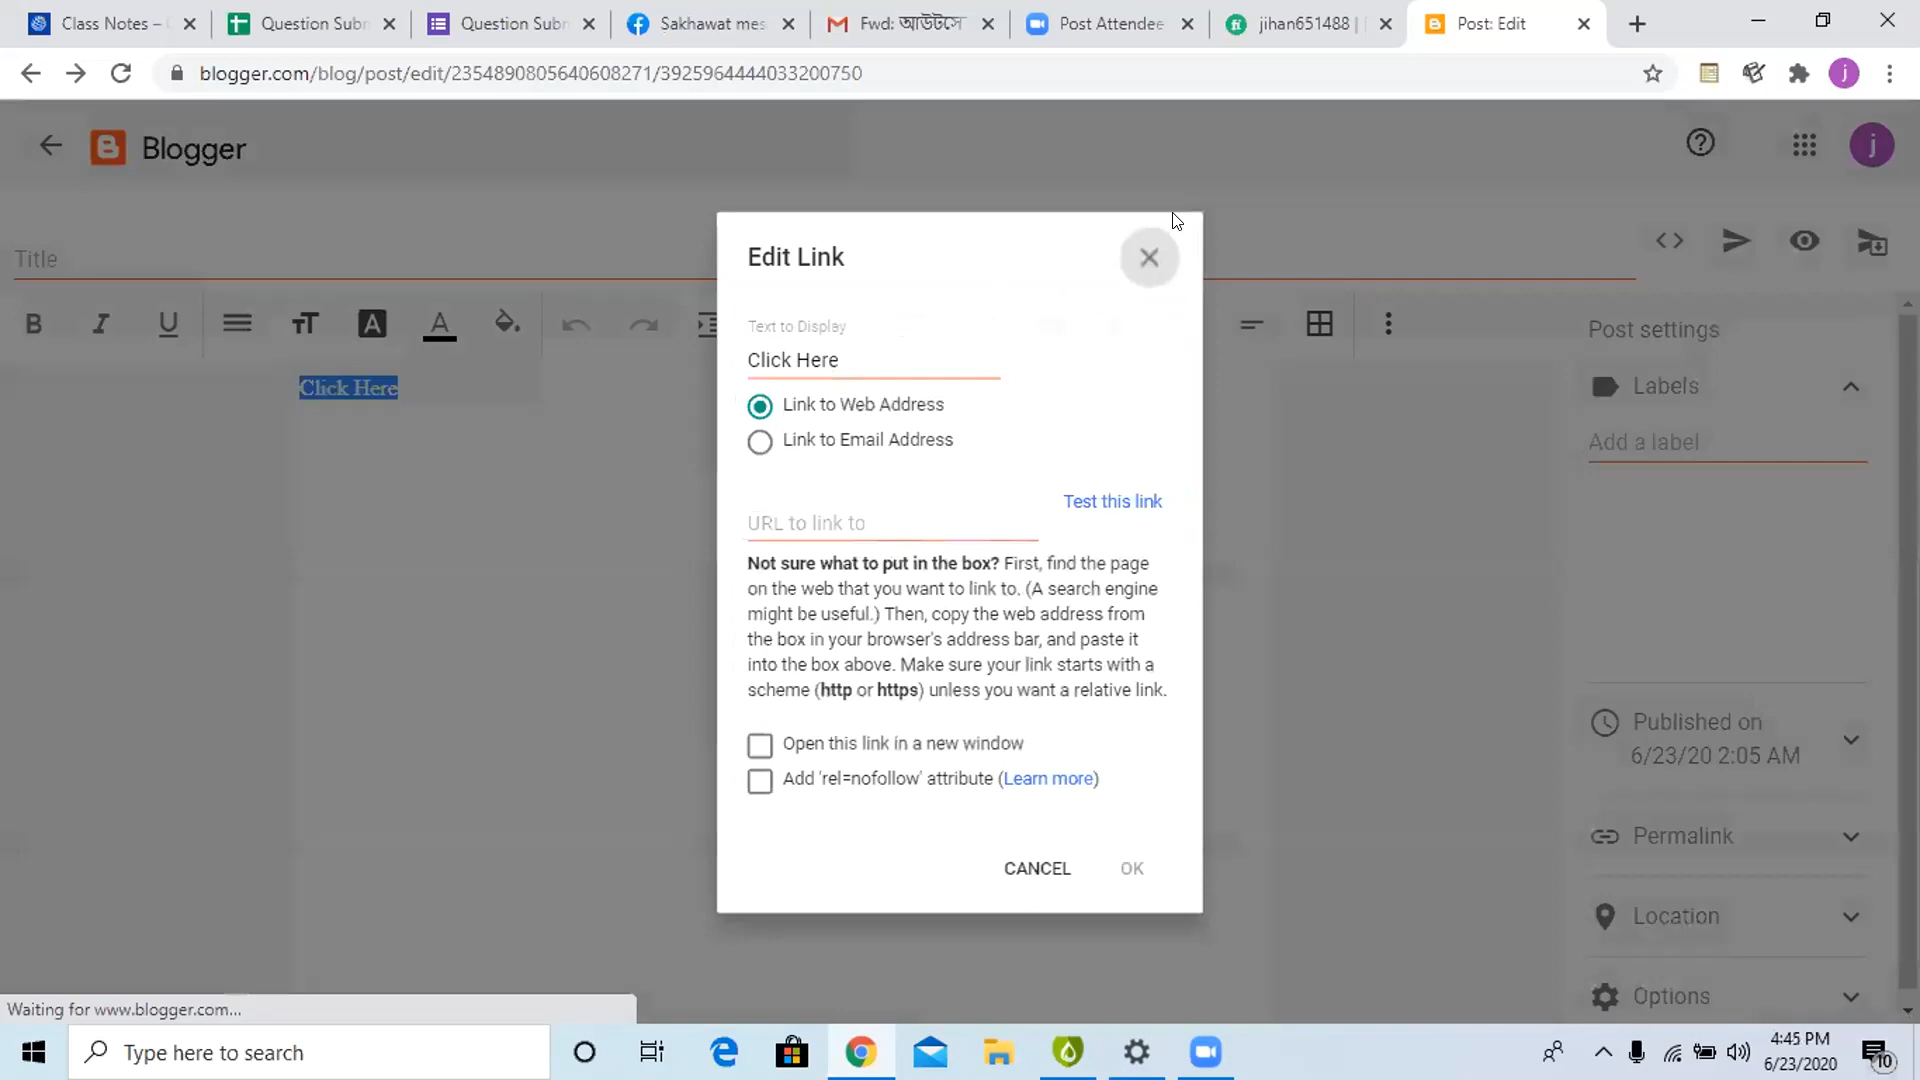 Class Notes –
Question Subm
Question Subm
Sakhawat mes
Fwd: আউটসো
Post Attendee
jihan651488 |
Post: Edit
blogger.com/blog/post/edit/2354890805640608271/3925964444033200750
j
Blogger
j
Title
Edit Link
Text to Display
Click Here
Link to Web Address
Link to Email Address
Test this link
URL to link to
Not sure what to put in the box? First, find the page
on the web that you want to link to. (A search engine
might be useful.) Then, copy the web address from
the box in your browser's address bar, and paste it
into the box above. Make sure your link starts with a
scheme (http or https) unless you want a relative link.
Open this link in a new window
Add 'rel=nofollow' attribute (Learn more)
CANCEL
OK
B I U
Click Here
Post settings
Labels
Add a label
Published on
6/23/20 2:05 AM
Permalink
Location
Options
Waiting for www.blogger.com...
Type here to search
4:45 PM
6/23/2020
10